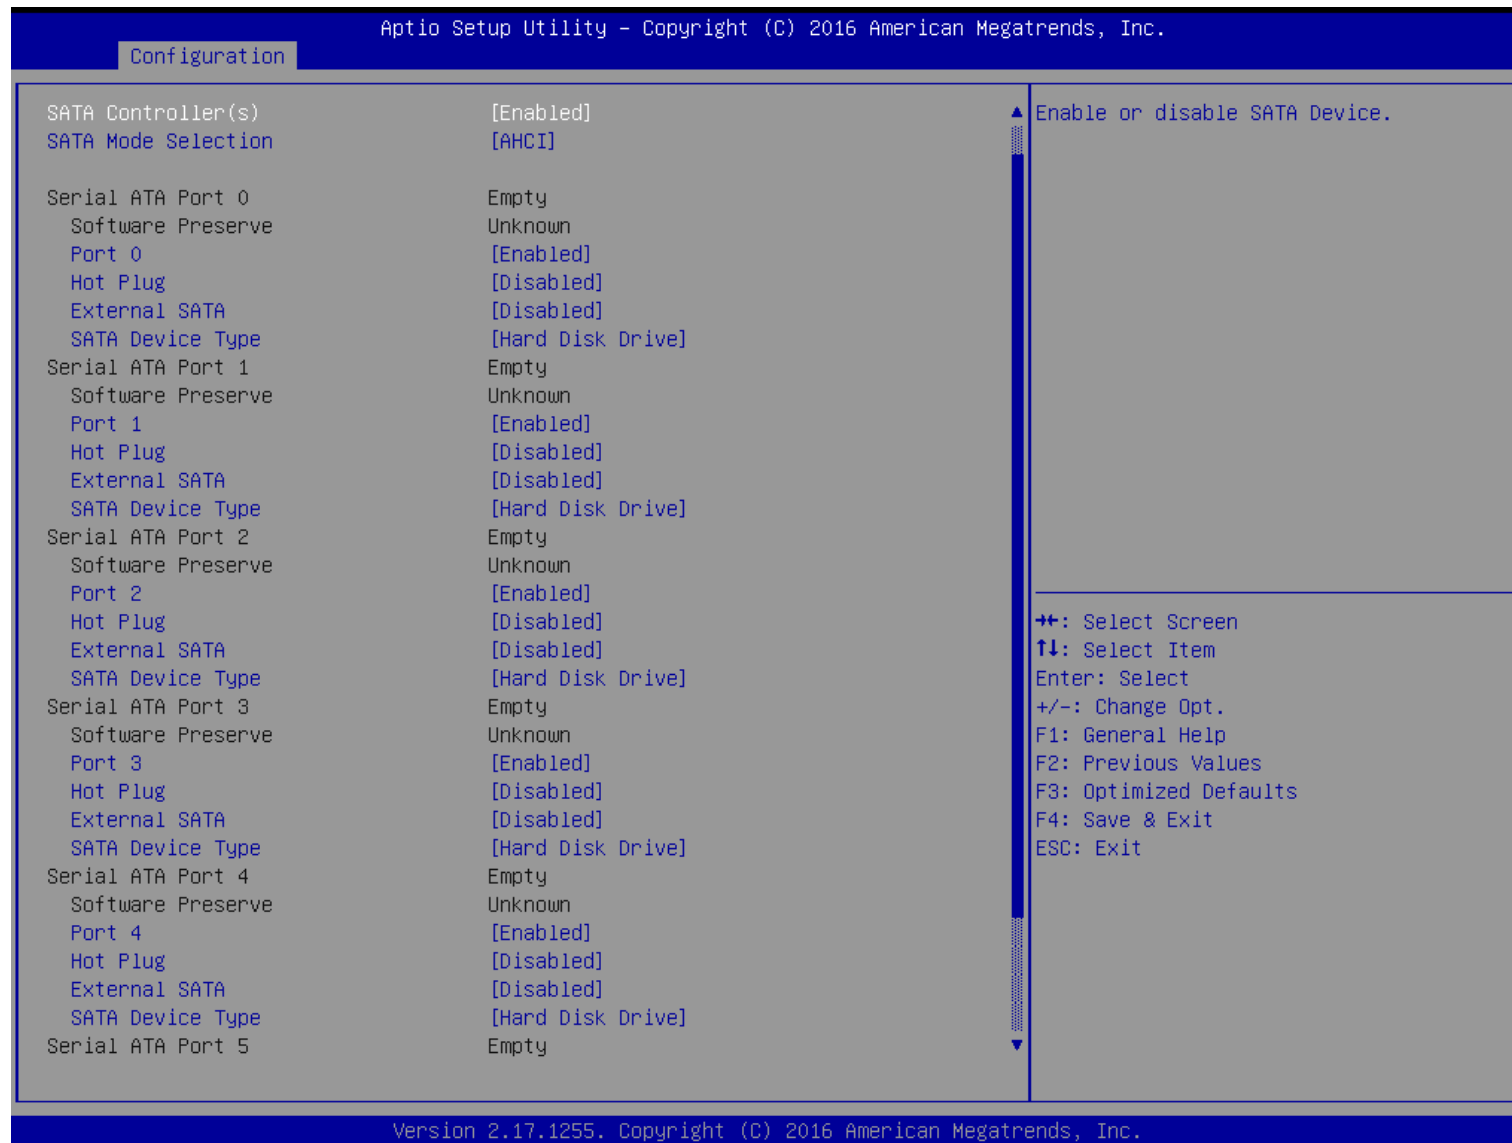 Aptio Setup Utility – Copyright (C) 2016 American Megatrends, Inc.
Configuration
SATA Controller(s) [Enabled]
SATA Mode Selection [AHCI]
Serial ATA Port 0 Empty
Software Preserve Unknown
Port 0 [Enabled]
Hot Plug [Disabled]
External SATA [Disabled]
SATA Device Type [Hard Disk Drive]
Serial ATA Port 1 Empty
Software Preserve Unknown
Port 1 [Enabled]
Hot Plug [Disabled]
External SATA [Disabled]
SATA Device Type [Hard Disk Drive]
Serial ATA Port 2 Empty
Software Preserve Unknown
Port 2 [Enabled]
Hot Plug [Disabled]
External SATA [Disabled]
SATA Device Type [Hard Disk Drive]
Serial ATA Port 3 Empty
Software Preserve Unknown
Port 3 [Enabled]
Hot Plug [Disabled]
External SATA [Disabled]
SATA Device Type [Hard Disk Drive]
Serial ATA Port 4 Empty
Software Preserve Unknown
Port 4 [Enabled]
Hot Plug [Disabled]
External SATA [Disabled]
SATA Device Type [Hard Disk Drive]
Serial ATA Port 5 Empty
Enable or disable SATA Device.
→←: Select Screen
↑↓: Select Item
Enter: Select
+/-: Change Opt.
F1: General Help
F2: Previous Values
F3: Optimized Defaults
F4: Save & Exit
ESC: Exit
Version 2.17.1255. Copyright (C) 2016 American Megatrends, Inc.